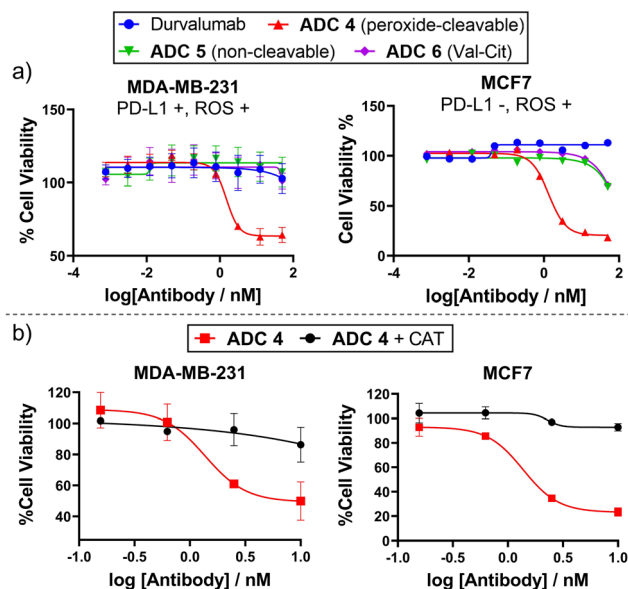 Durvalumab
ADC 4 (peroxide-cleavable)
ADC 5 (non-cleavable)
ADC 6 (Val-Cit)
a)
MDA-MB-231
PD-L1 +, ROS +
% Cell Viability
150
100
50
-4
-2
0
2
log[Antibody / nM]
MCF7
PD-L1 -, ROS +
Cell Viability %
150
100
50
0
-4
-2
0
2
log[Antibody / nM]
b)
ADC 4
ADC 4 + CAT
MDA-MB-231
%Cell Viability
120
100
80
60
40
-1.0
-0.5
0.0
0.5
1.0
log [Antibody] / nM
MCF7
%Cell Viability
120
100
80
60
40
20
0
-1.0
-0.5
0.0
0.5
1.0
log [Antibody] / nM